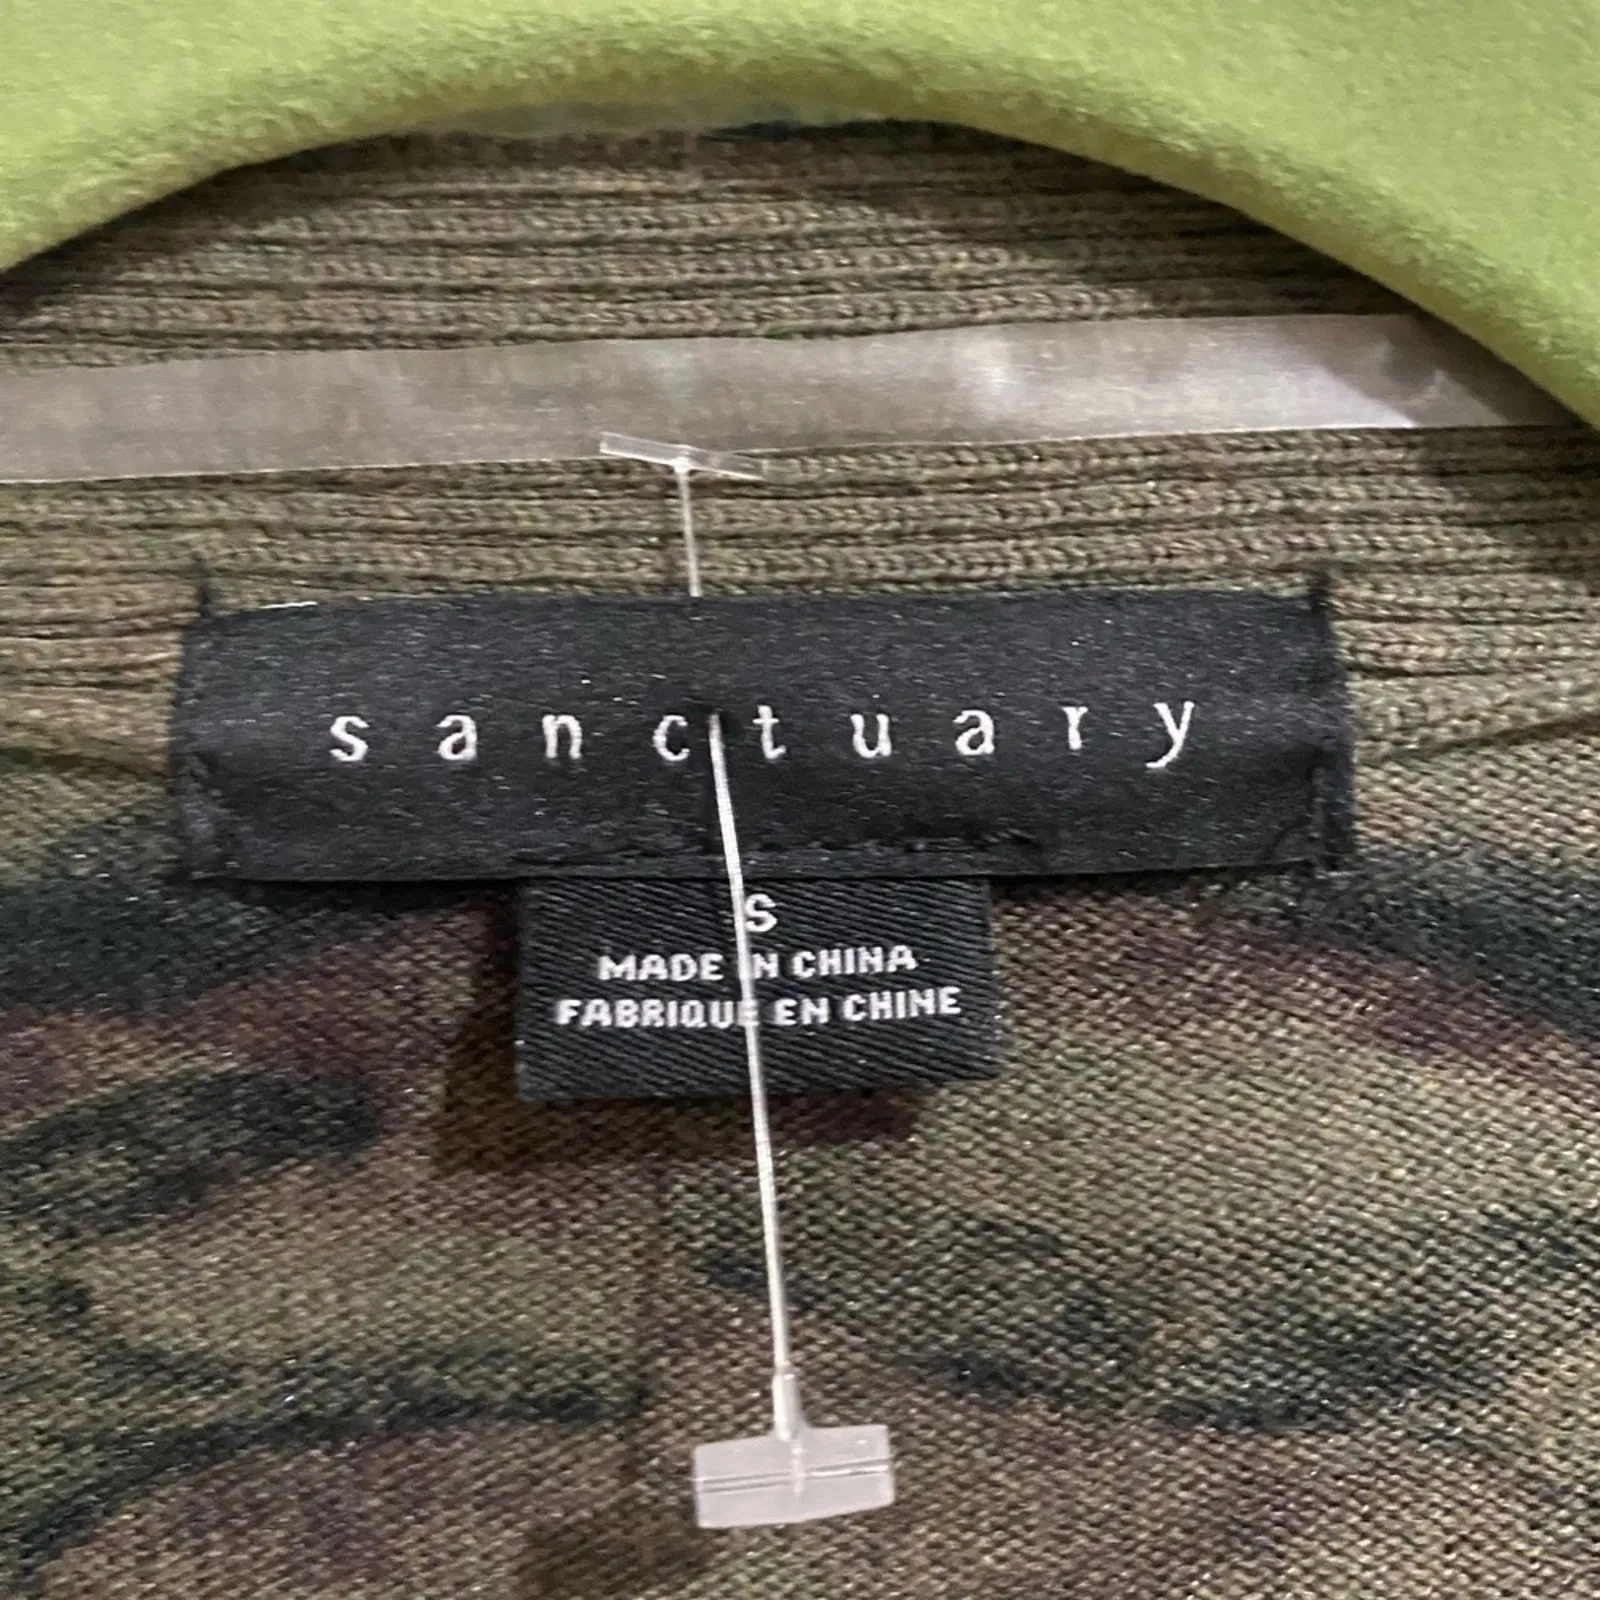 sanctuary
S
MADE IN CHINA
FABRIQUE EN CHINE